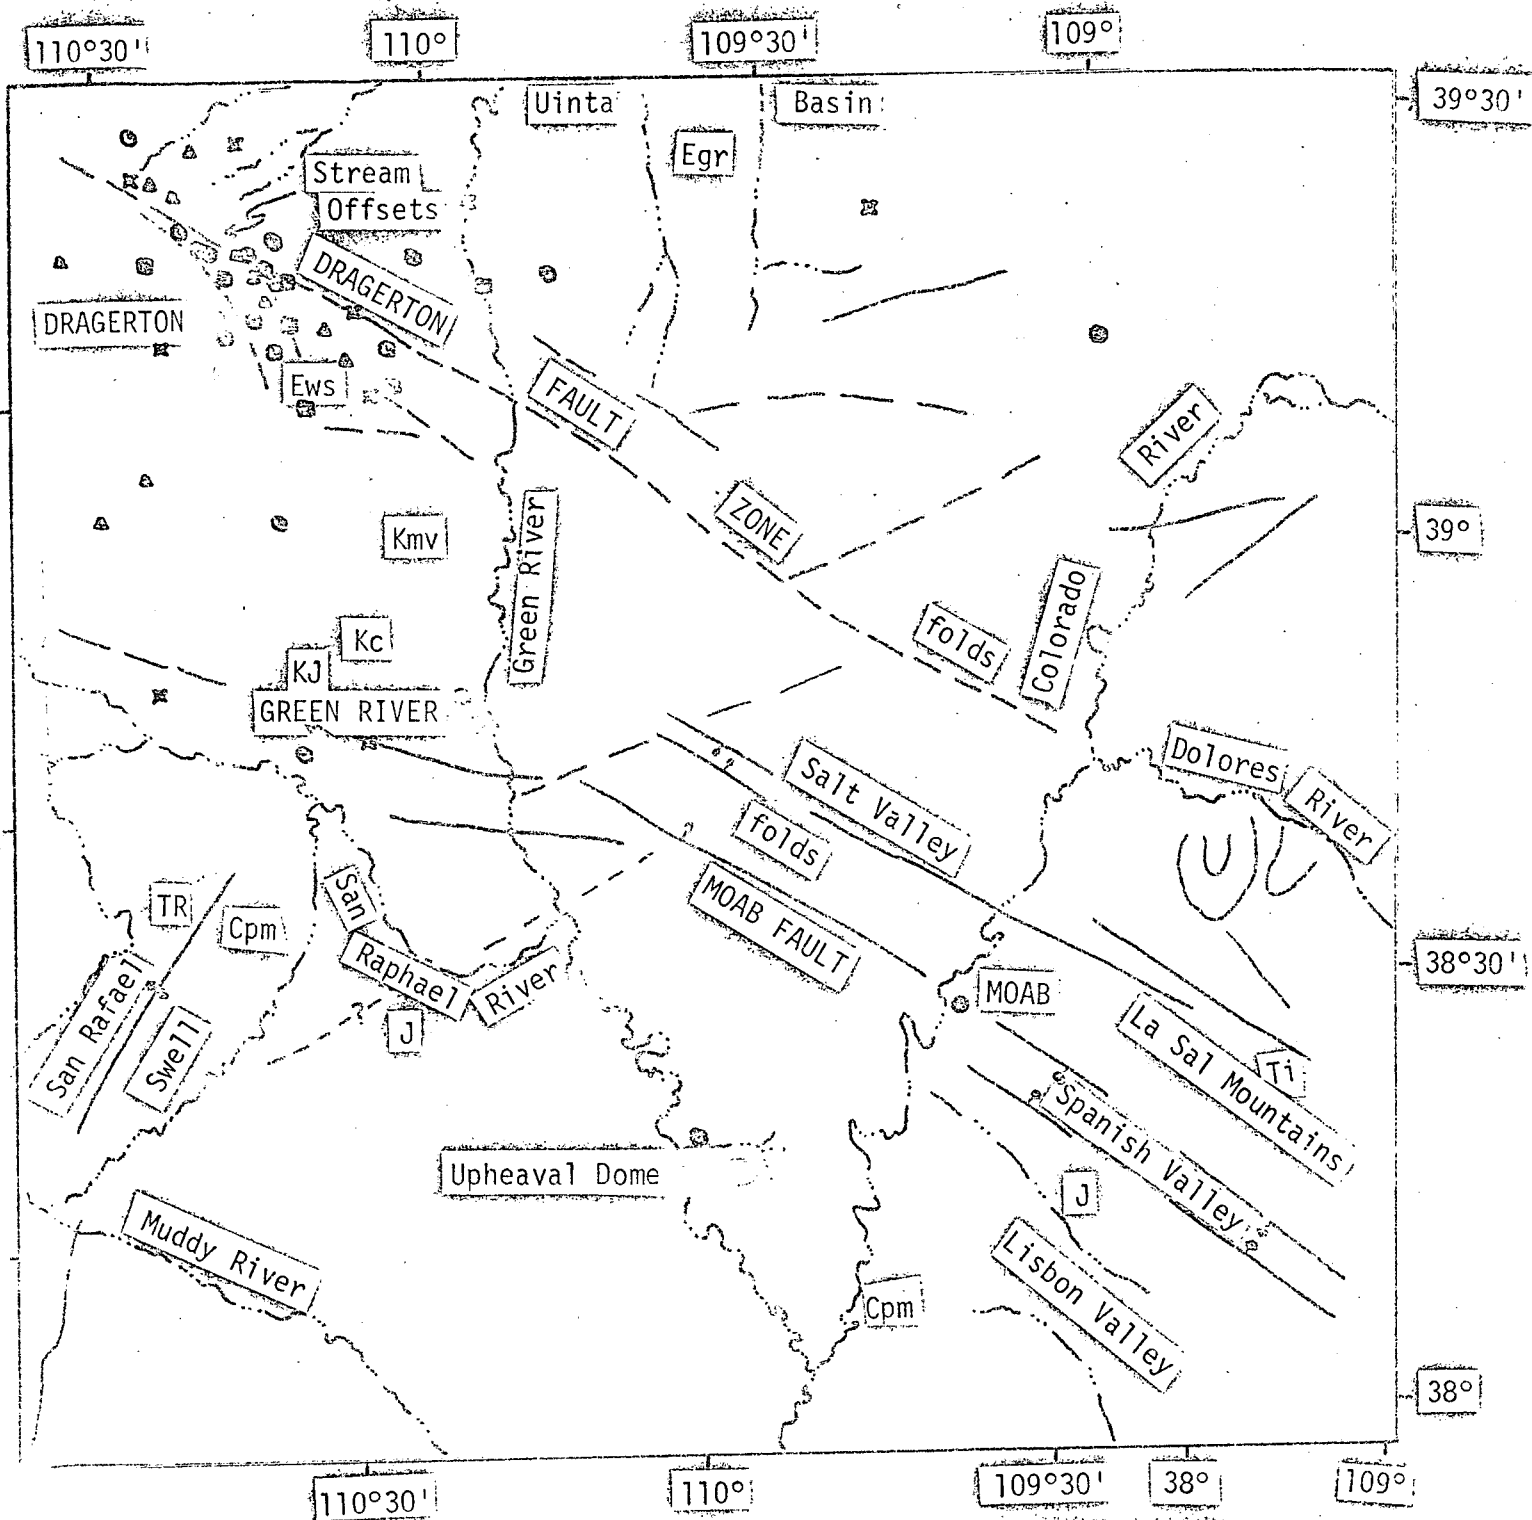 110°30'
110°
109°30'
109°
39°30'
Uinta
Basin
Egr
Stream
Offsets
DRAGERTON
DRAGERTON
Ews
FAULT
River
ZONE
39°
Kmv
Green River
Kc
KJ
GREEN RIVER
folds
Colorado
Dolores
River
Salt Valley
folds
MOAB FAULT
TR
Cpm
San
Raphael
River
J
San Rafael
Swell
38°30'
MOAB
La Sal Mountains
Ti
Spanish Valley
Upheaval Dome
J
Muddy River
Lisbon Valley
Cpm
38°
110°30'
110°
109°30'
38°
109°